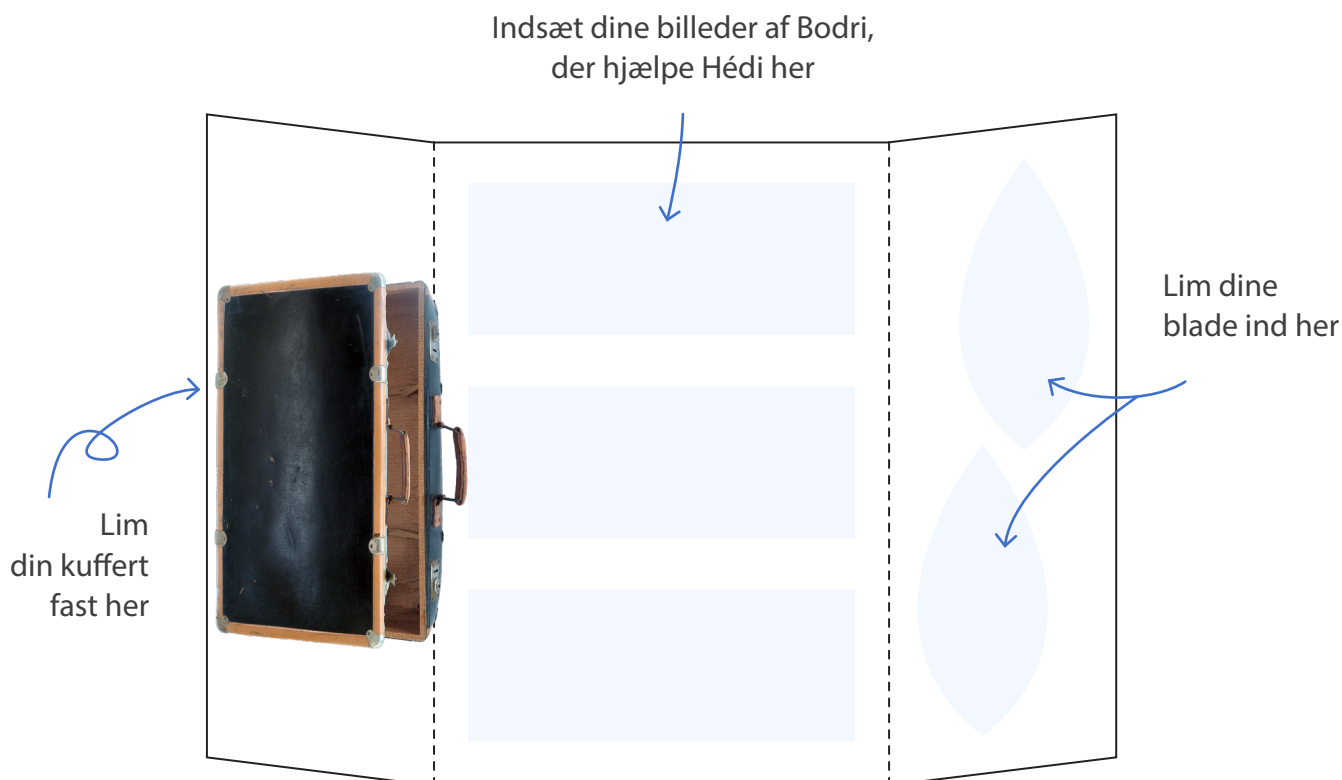 Indsæt dine billeder af Bodri,
der hjælpe Hédi her
Lim dine
blade ind her
Lim
din kuffert
fast her